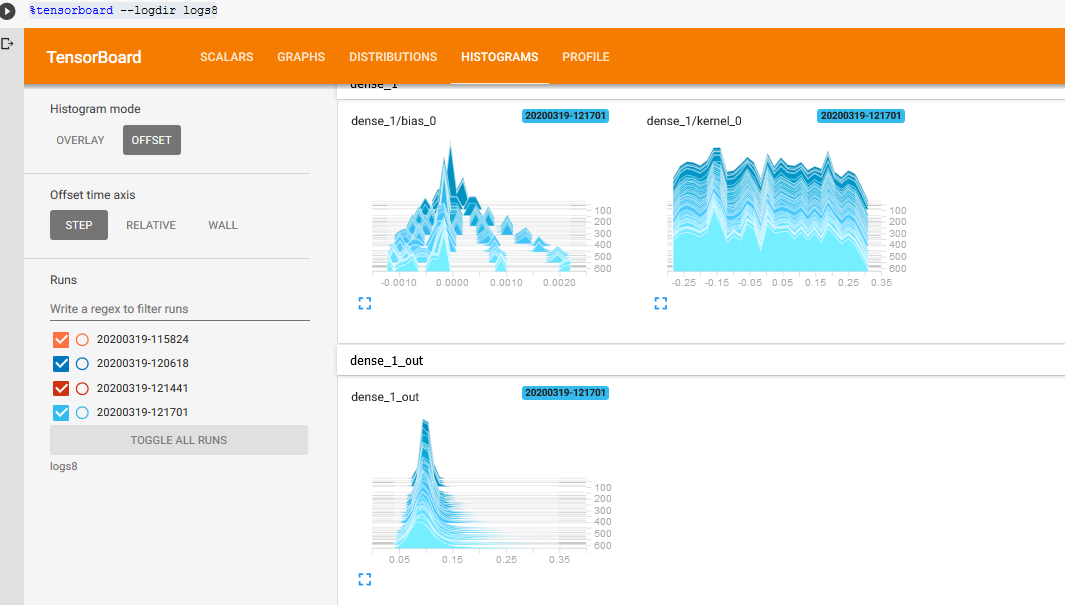 %tensorboard --logdir logs8
TensorBoard
SCALARS GRAPHS DISTRIBUTIONS HISTOGRAMS PROFILE
Histogram mode
OVERLAY OFFSET
Offset time axis
STEP RELATIVE WALL
Runs
Write a regex to filter runs
20200319-115824
20200319-120618
20200319-121441
20200319-121701
TOGGLE ALL RUNS
logs8
dense_1
dense_1/bias_0
20200319-121701
100
200
300
400
500
600
-0.0010 0.0000 0.0010 0.0020
dense_1/kernel_0
20200319-121701
100
200
300
400
500
600
-0.25 -0.15 -0.05 0.05 0.15 0.25 0.35
dense_1_out
dense_1_out
20200319-121701
100
200
300
400
500
600
0.05 0.15 0.25 0.35